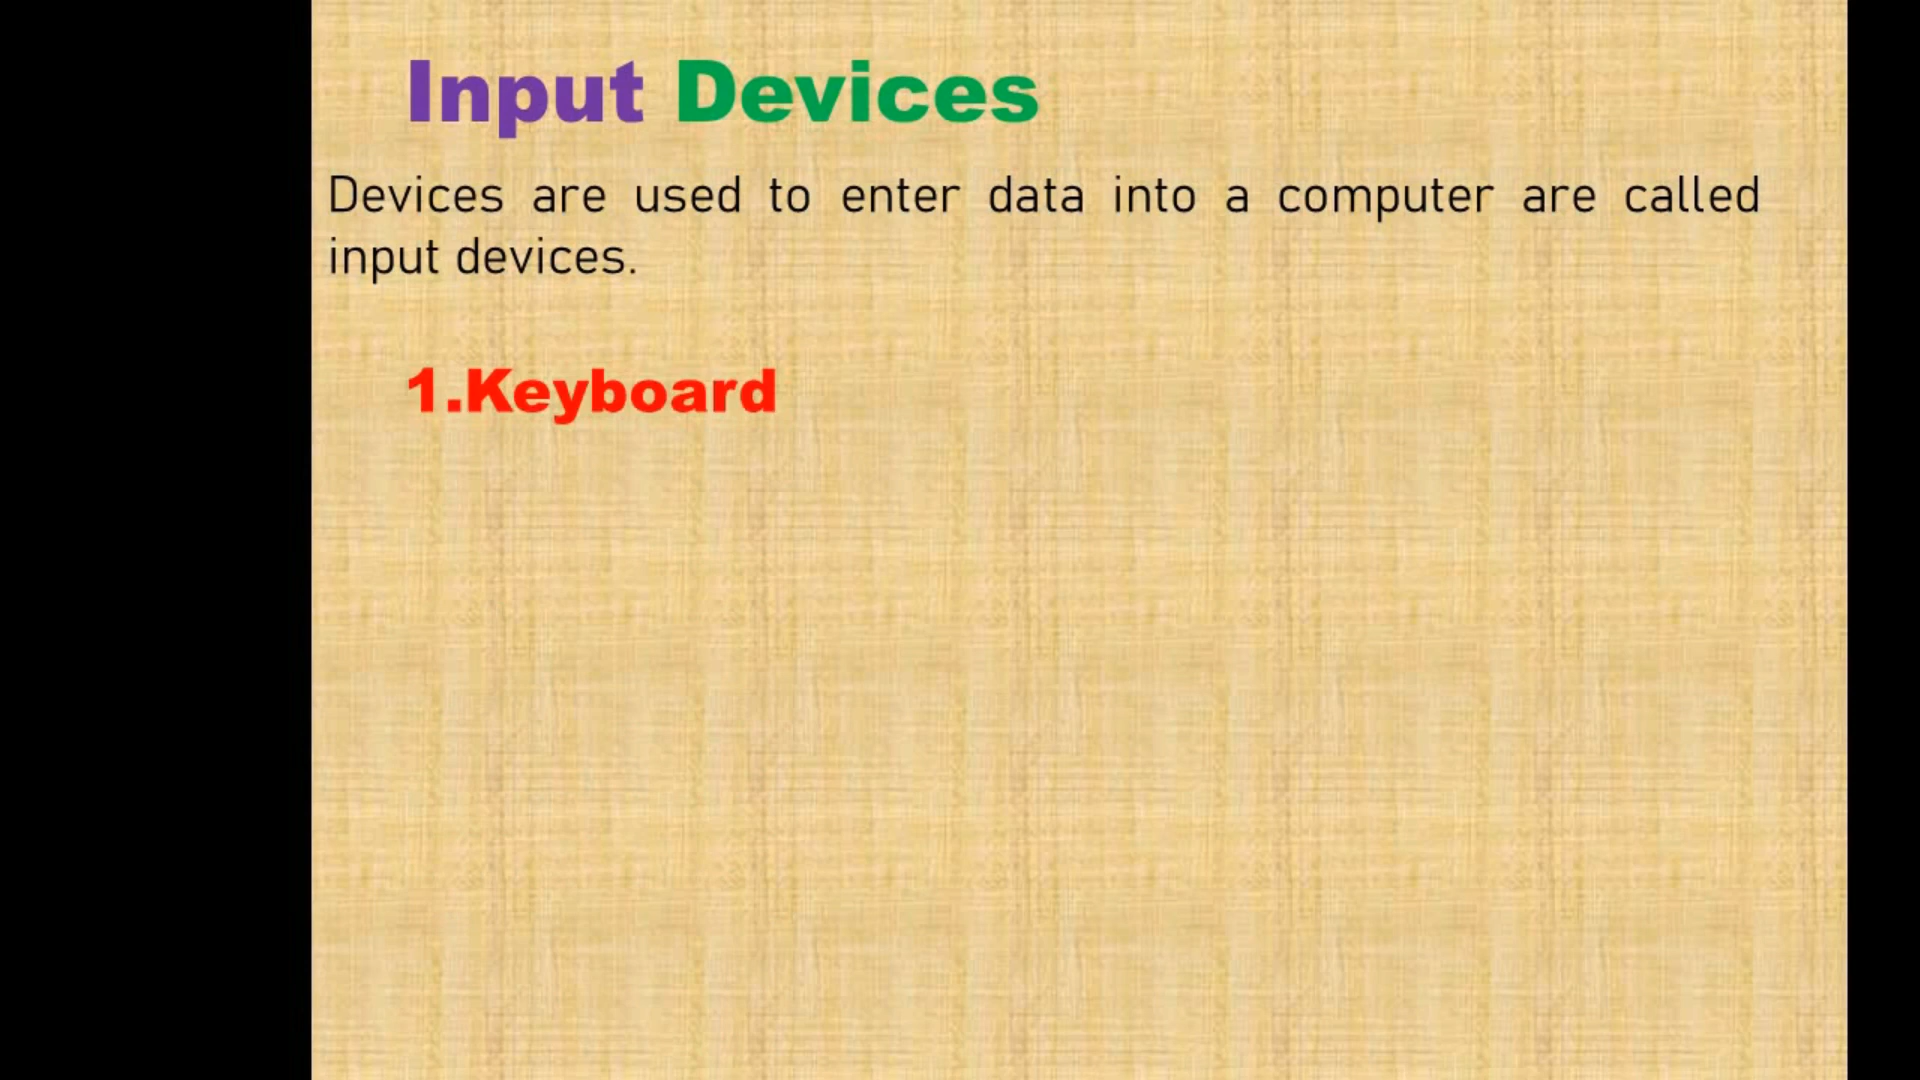 Input Devices
Devices are used to enter data into a computer are called
input devices.
1.Keyboard